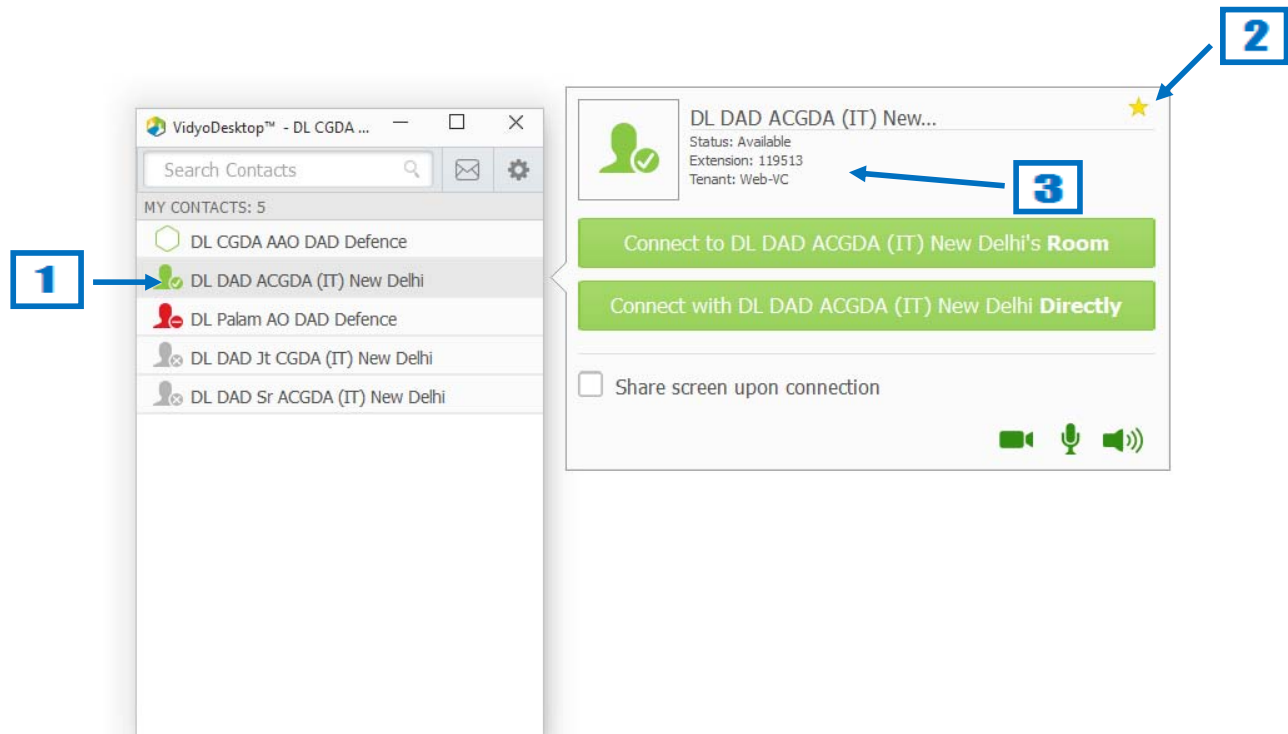 2
VidyoDesktop™ - DL CGDA ...
Search Contacts
MY CONTACTS: 5
DL CGDA AAO DAD Defence
1
DL DAD ACGDA (IT) New Delhi
DL Palam AO DAD Defence
DL DAD Jt CGDA (IT) New Delhi
DL DAD Sr ACGDA (IT) New Delhi
DL DAD ACGDA (IT) New...
Status: Available
Extension: 119513
Tenant: Web-VC
3
Connect to DL DAD ACGDA (IT) New Delhi's Room
Connect with DL DAD ACGDA (IT) New Delhi Directly
Share screen upon connection